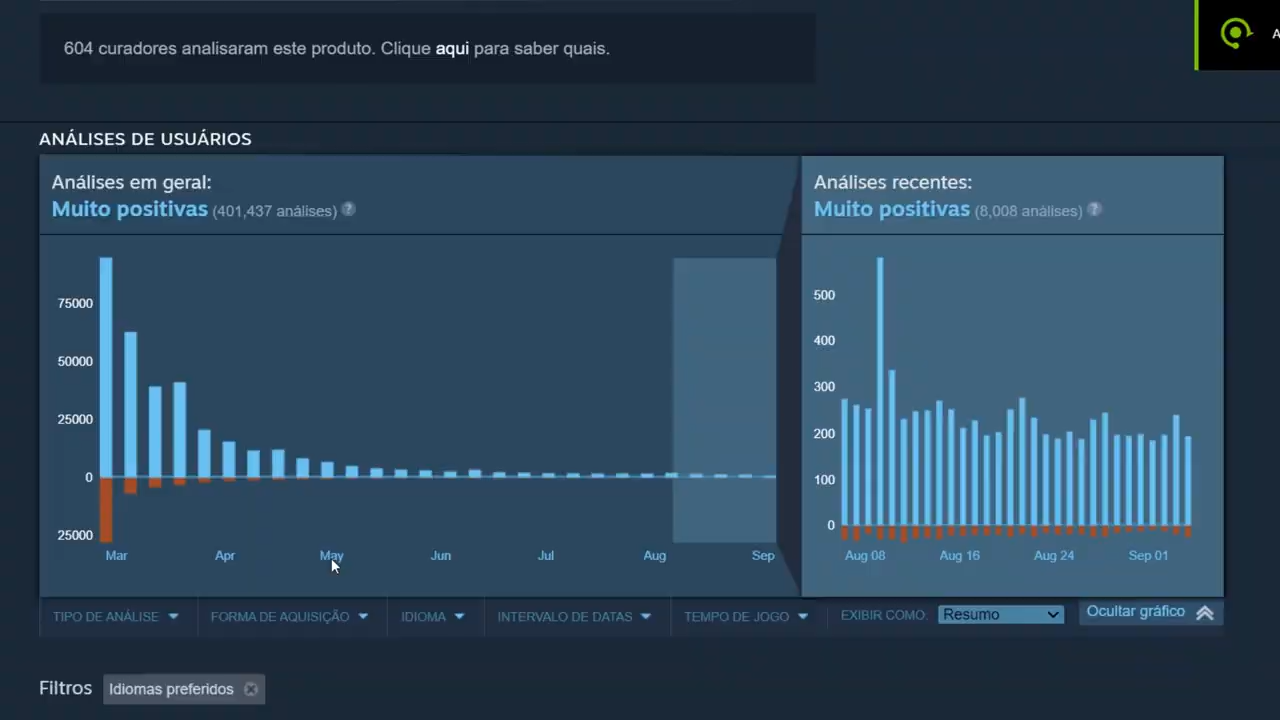 604 curadores analisaram este produto. Clique aqui para saber quais.
A
ANÁLISES DE USUÁRIOS
Análises em geral:
Muito positivas (401,437 análises) ?
Análises recentes:
Muito positivas (8,008 análises) ?
75000
50000
25000
0
25000
Mar Apr May Jun Jul Aug Sep
500
400
300
200
100
0
Aug 08 Aug 16 Aug 24 Sep 01
TIPO DE ANÁLISE FORMA DE AQUISIÇÃO IDIOMA INTERVALO DE DATAS TEMPO DE JOGO EXIBIR COMO: Resumo Ocultar gráfico
Filtros Idiomas preferidos